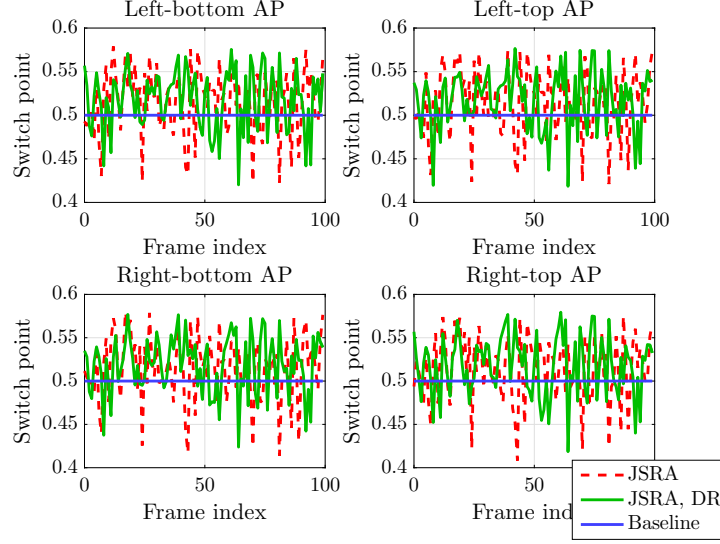 Left-bottom AP
Left-top AP
0.6
0.55
0.5
0.45
0.4
Switch point
0 50 100
Frame index
0.6
0.55
0.5
0.45
0.4
Switch point
0 50 100
Frame index
Right-bottom AP
Right-top AP
0.6
0.55
0.5
0.45
0.4
Switch point
0 50 100
Frame index
0.6
0.55
0.5
0.45
0.4
Switch point
0 50
Frame ind
JSRA
JSRA, DR
Baseline